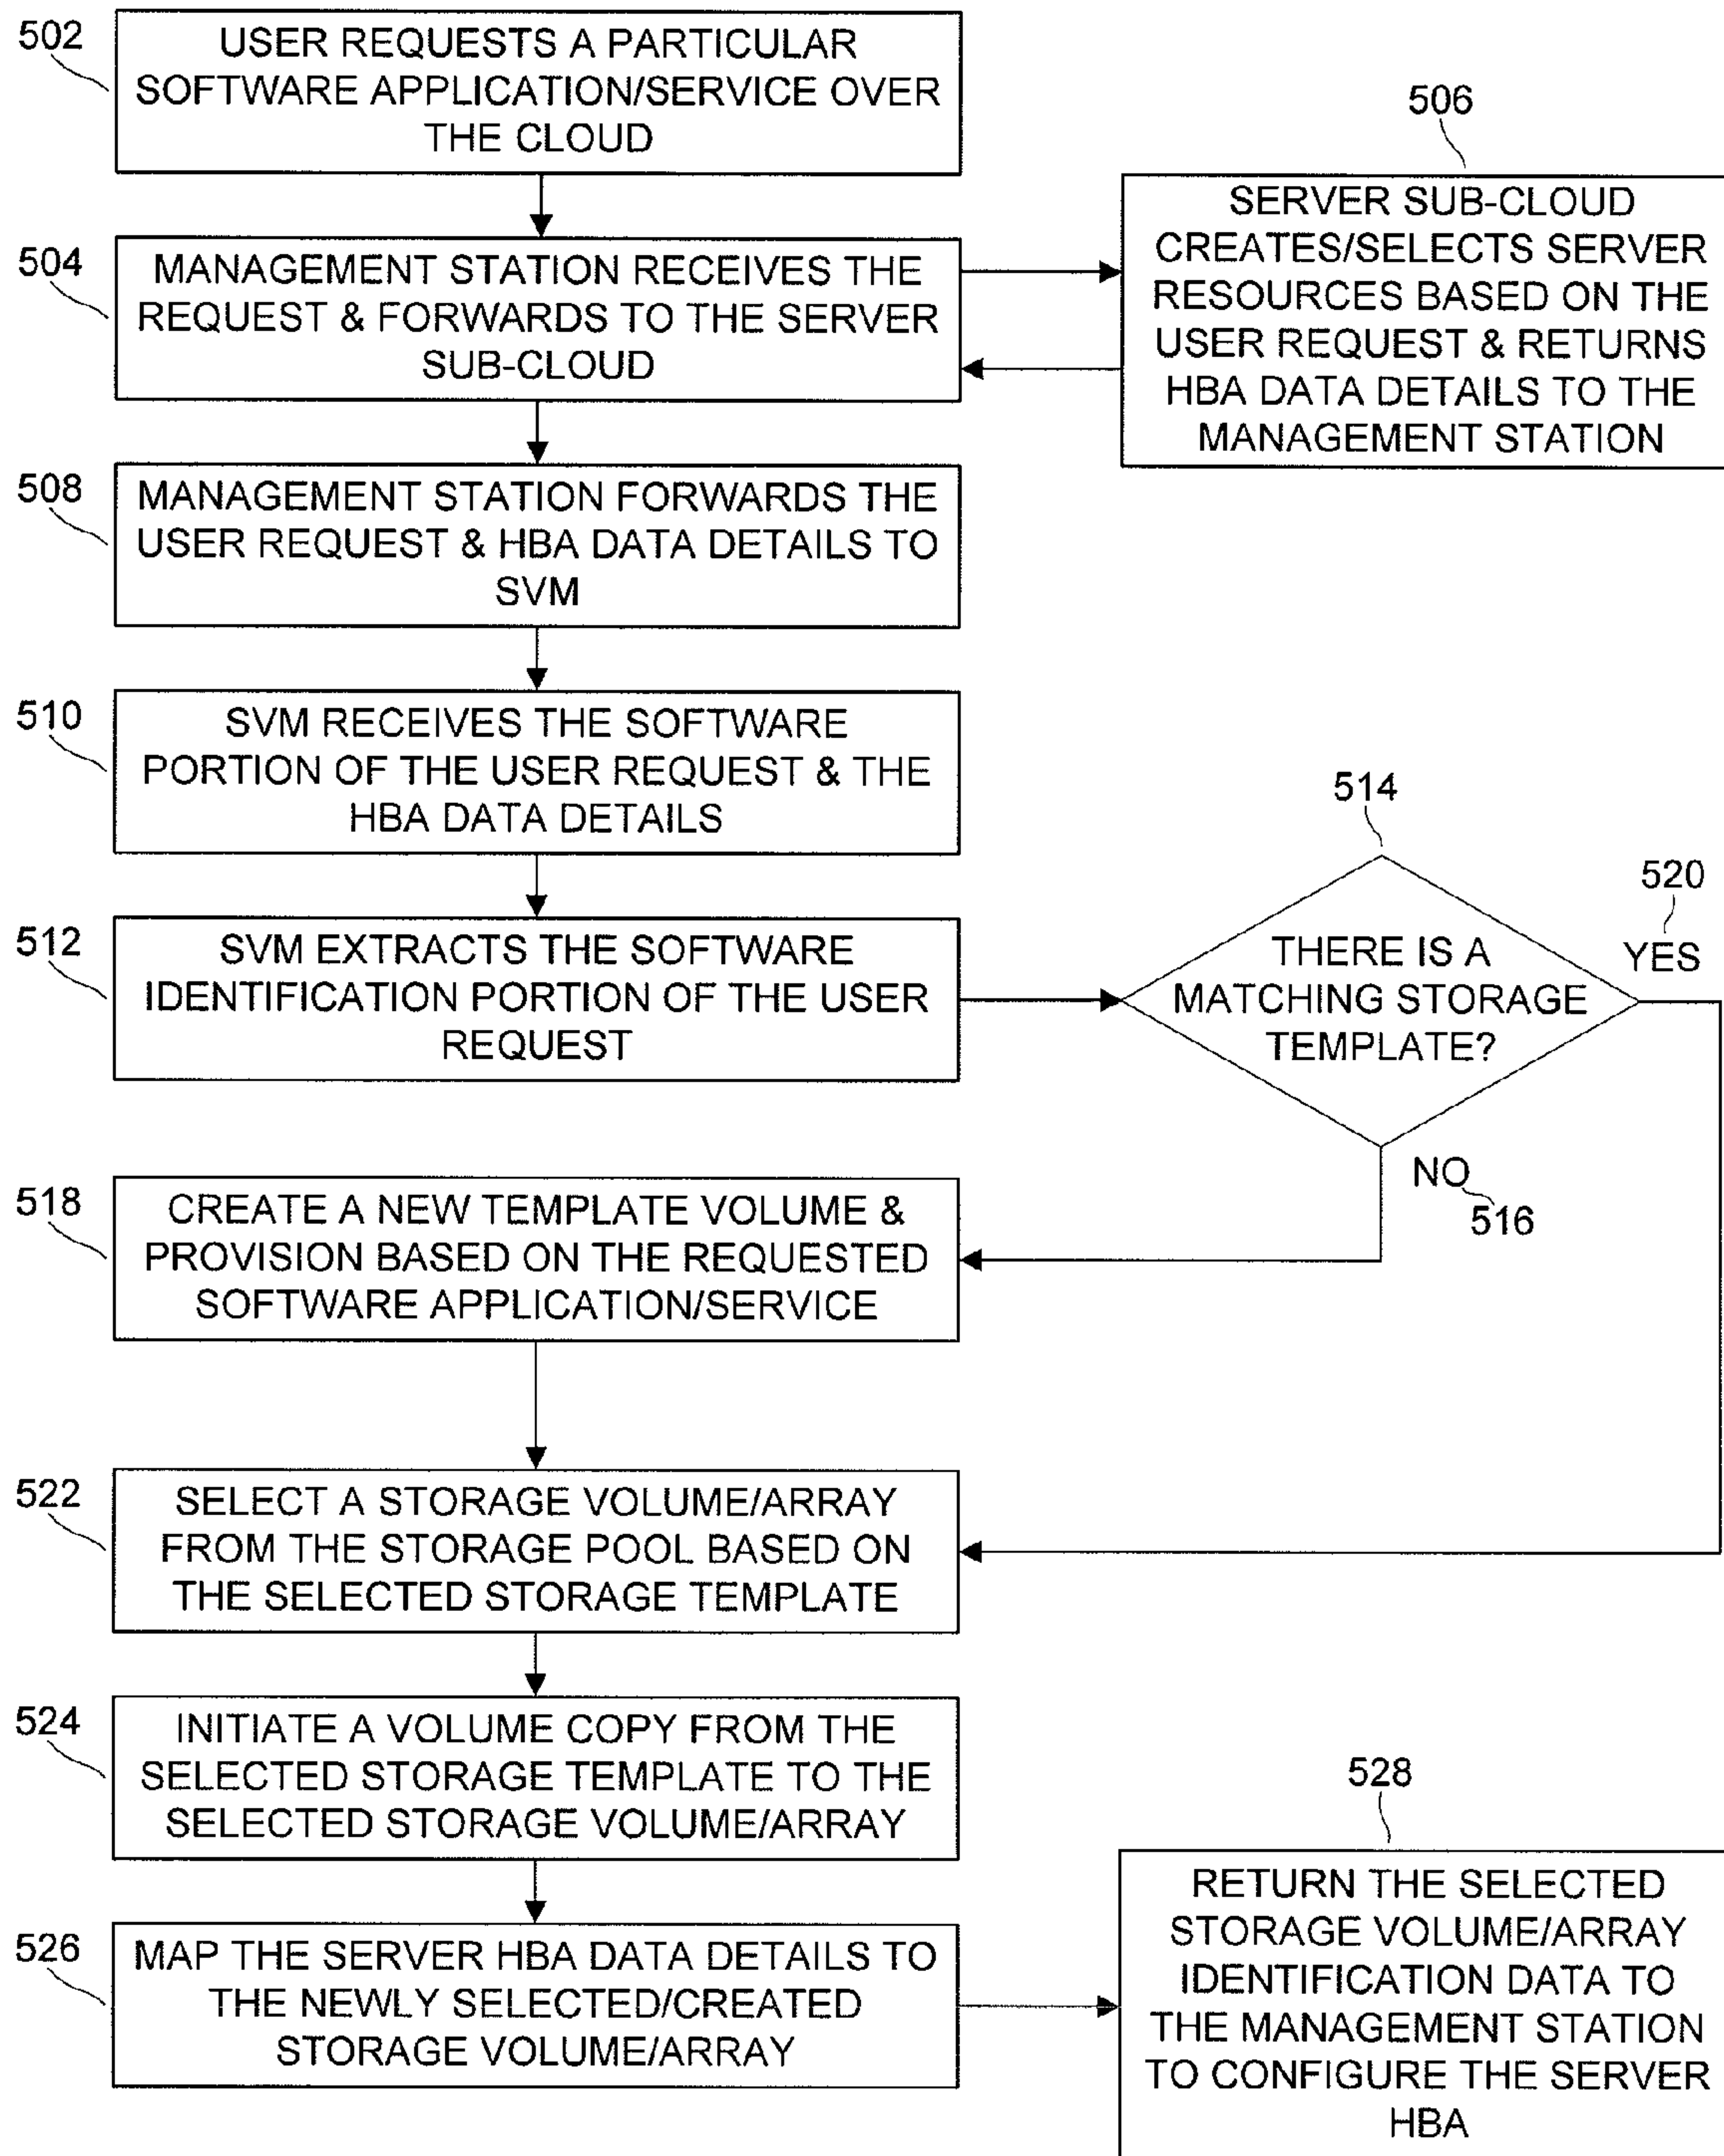 502
USER REQUESTS A PARTICULAR
SOFTWARE APPLICATION/SERVICE OVER
THE CLOUD
504
MANAGEMENT STATION RECEIVES THE
REQUEST & FORWARDS TO THE SERVER
SUB-CLOUD
506
SERVER SUB-CLOUD
CREATES/SELECTS SERVER
RESOURCES BASED ON THE
USER REQUEST & RETURNS
HBA DATA DETAILS TO THE
MANAGEMENT STATION
508
MANAGEMENT STATION FORWARDS THE
USER REQUEST & HBA DATA DETAILS TO
SVM
510
SVM RECEIVES THE SOFTWARE
PORTION OF THE USER REQUEST & THE
HBA DATA DETAILS
512
SVM EXTRACTS THE SOFTWARE
IDENTIFICATION PORTION OF THE USER
REQUEST
514
THERE IS A
MATCHING STORAGE
TEMPLATE?
520
YES
NO
516
518
CREATE A NEW TEMPLATE VOLUME &
PROVISION BASED ON THE REQUESTED
SOFTWARE APPLICATION/SERVICE
522
SELECT A STORAGE VOLUME/ARRAY
FROM THE STORAGE POOL BASED ON
THE SELECTED STORAGE TEMPLATE
524
INITIATE A VOLUME COPY FROM THE
SELECTED STORAGE TEMPLATE TO THE
SELECTED STORAGE VOLUME/ARRAY
526
MAP THE SERVER HBA DATA DETAILS TO
THE NEWLY SELECTED/CREATED
STORAGE VOLUME/ARRAY
528
RETURN THE SELECTED
STORAGE VOLUME/ARRAY
IDENTIFICATION DATA TO
THE MANAGEMENT STATION
TO CONFIGURE THE SERVER
HBA